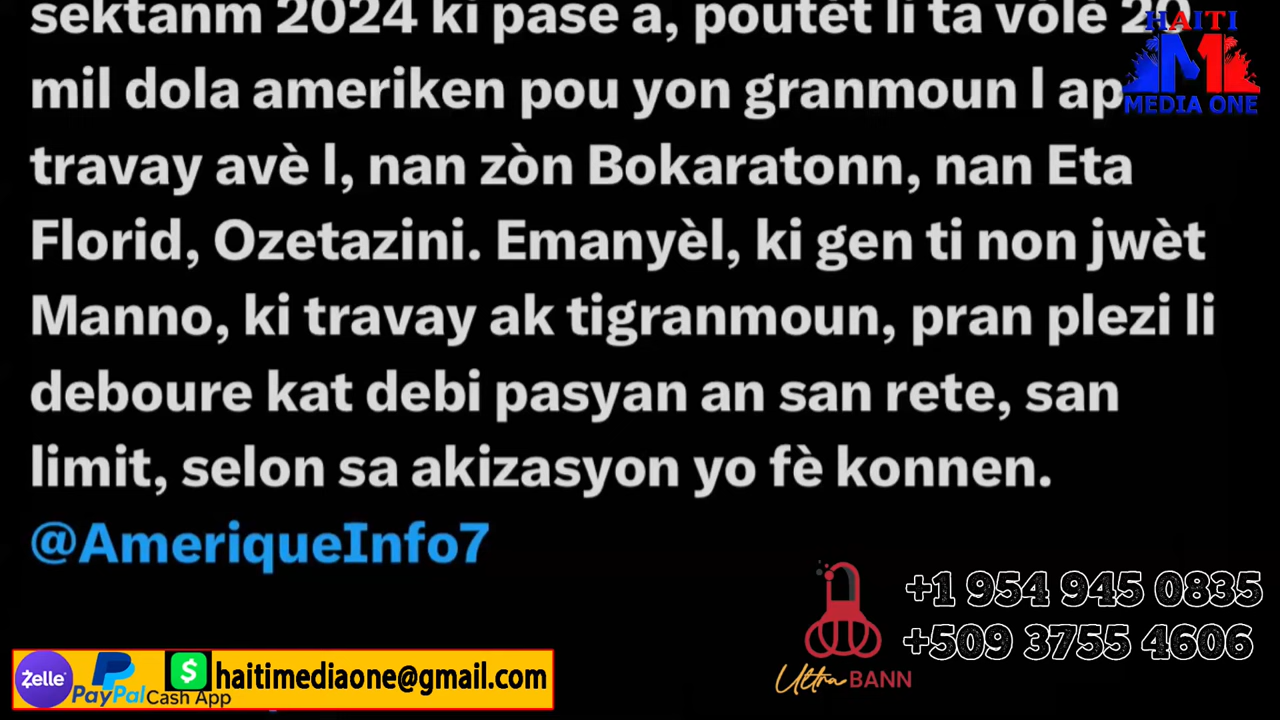 sektanm 2024 ki pase a, poutèt li ta vòlè 20
mil dola ameriken pou yon granmoun l ap
travay avè l, nan zòn Bokaratonn, nan Eta
Florid, Ozetazini. Emanyèl, ki gen ti non jwèt
Manno, ki travay ak tigranmoun, pran plezi li
deboure kat debi pasyan an san rete, san
limit, selon sa akizasyon yo fè konnen.
@AmeriqueInfo7
HAITI
M1
MEDIA ONE
+1 954 945 0835
+509 3755 4606
Ultra BANN
Zelle
PayPal
$
Cash App
haitimediaone@gmail.com